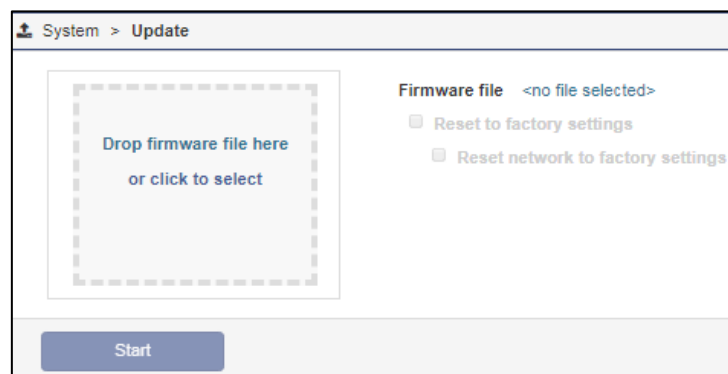 System > Update
Drop firmware file here
or click to select
Firmware file <no file selected>
Reset to factory settings
Reset network to factory settings
Start